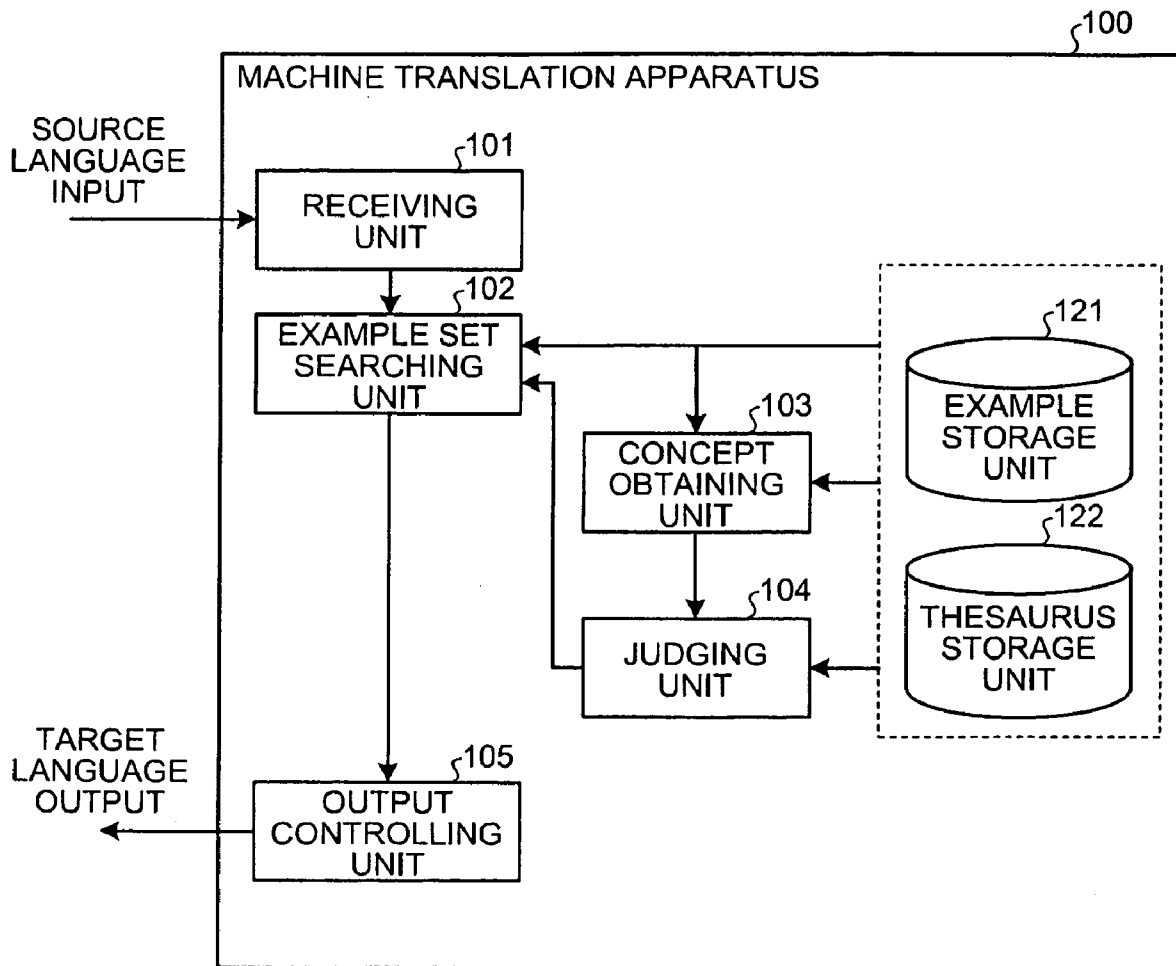 100
MACHINE TRANSLATION APPARATUS
SOURCE
LANGUAGE
INPUT
101
RECEIVING
UNIT
102
EXAMPLE SET
SEARCHING
UNIT
103
CONCEPT
OBTAINING
UNIT
104
JUDGING
UNIT
121
EXAMPLE
STORAGE
UNIT
122
THESAURUS
STORAGE
UNIT
TARGET
LANGUAGE
OUTPUT
105
OUTPUT
CONTROLLING
UNIT